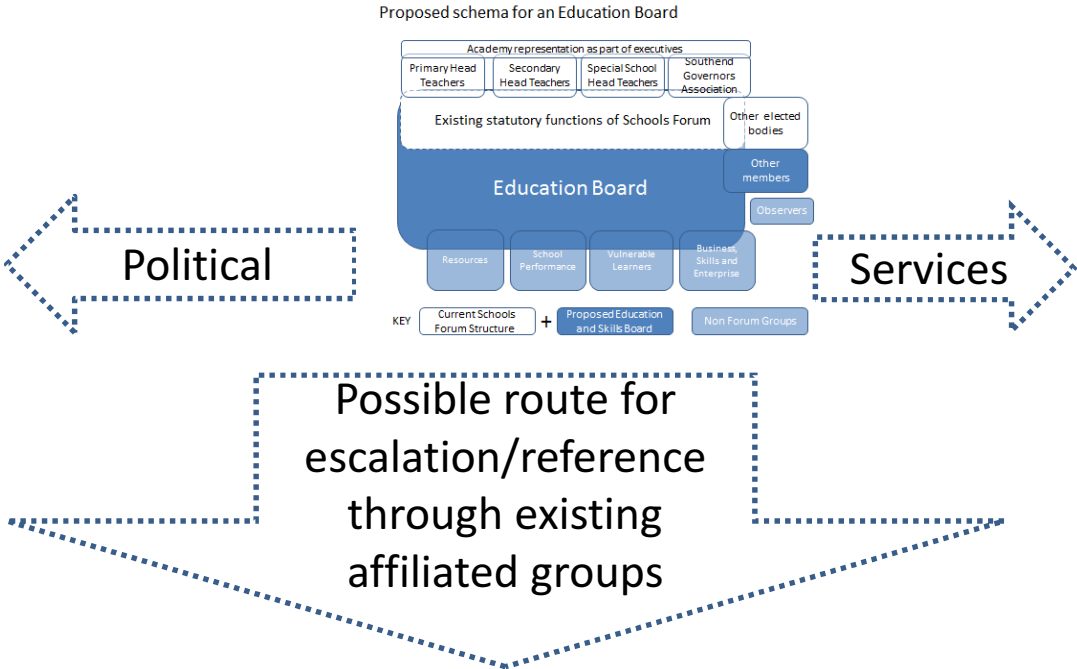 Proposed schema for an Education Board
Academy representation as part of executives
Primary Head
Teachers
Secondary
Head Teachers
Special School
Head Teachers
Southend
Governors
Association
Existing statutory functions of Schools Forum
Other elected
bodies
Other
members
Education Board
Observers
Resources
School
Performance
Vulnerable
Learners
Business,
Skills and
Enterprise
Political
Services
KEY
Current Schools
Forum Structure
+
Proposed Education
and Skills Board
Non Forum Groups
Possible route for
escalation/reference
through existing
affiliated groups